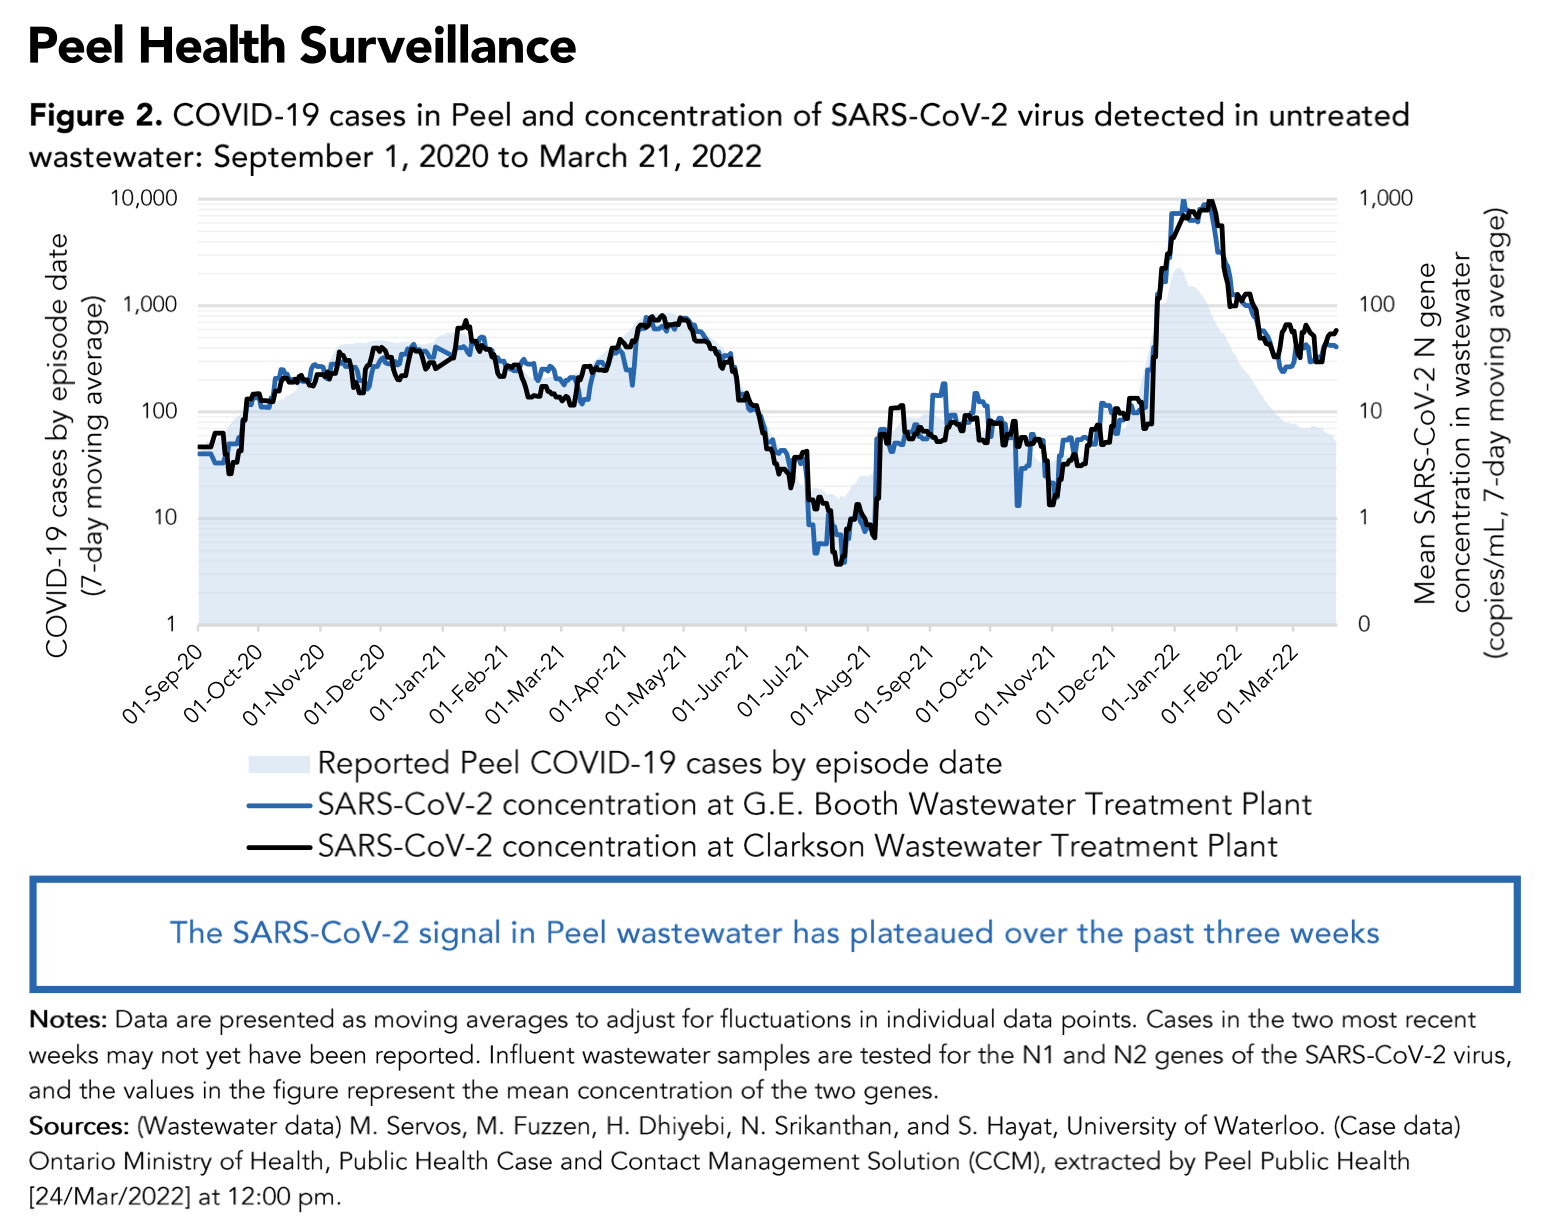 Peel Health Surveillance
Figure 2. COVID-19 cases in Peel and concentration of SARS-CoV-2 virus detected in untreated
wastewater: September 1, 2020 to March 21, 2022
COVID-19 cases by episode date
(7-day moving average)
10,000
1,000
100
10
1
1,000
100
10
1
0
Mean SARS-CoV-2 N gene
concentration in wastewater
(copies/mL, 7-day moving average)
01-Sep-20
01-Oct-20
01-Nov-20
01-Dec-20
01-Jan-21
01-Feb-21
01-Mar-21
01-Apr-21
01-May-21
01-Jun-21
01-Jul-21
01-Aug-21
01-Sep-21
01-Oct-21
01-Nov-21
01-Dec-21
01-Jan-22
01-Feb-22
01-Mar-22
Reported Peel COVID-19 cases by episode date
SARS-CoV-2 concentration at G.E. Booth Wastewater Treatment Plant
SARS-CoV-2 concentration at Clarkson Wastewater Treatment Plant
The SARS-CoV-2 signal in Peel wastewater has plateaued over the past three weeks
Notes: Data are presented as moving averages to adjust for fluctuations in individual data points. Cases in the two most recent
weeks may not yet have been reported. Influent wastewater samples are tested for the N1 and N2 genes of the SARS-CoV-2 virus,
and the values in the figure represent the mean concentration of the two genes.
Sources: (Wastewater data) M. Servos, M. Fuzzen, H. Dhiyebi, N. Srikanthan, and S. Hayat, University of Waterloo. (Case data)
Ontario Ministry of Health, Public Health Case and Contact Management Solution (CCM), extracted by Peel Public Health
[24/Mar/2022] at 12:00 pm.